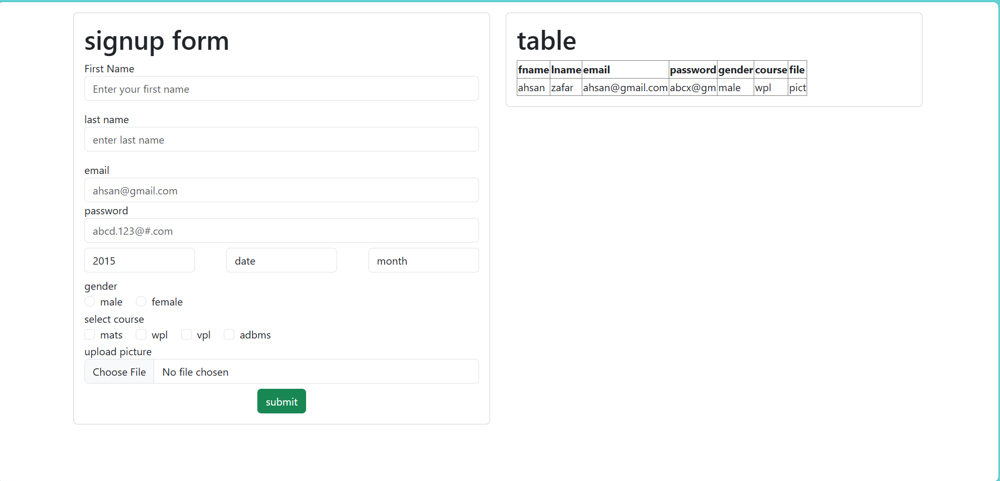 signup form
First Name
Enter your first name
last name
enter last name
email
ahsan@gmail.com
password
abcd.123@#.com
2015 date month
gender
male female
select course
mats wpl vpl adbms
upload picture
Choose File No file chosen
submit
table
fname lname email password gender course file
ahsan zafar ahsan@gmail.com abcx@gm male wpl pict